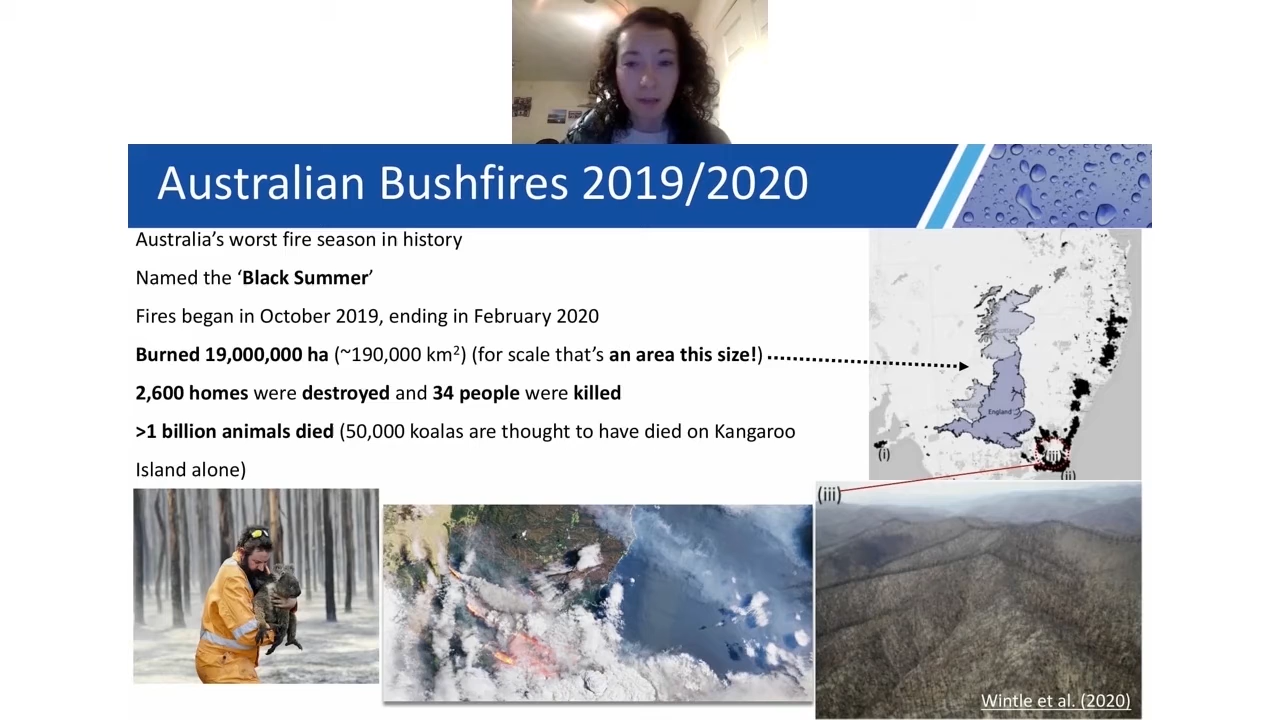 Australian Bushfires 2019/2020
Australia’s worst fire season in history
Named the ‘Black Summer’
Fires began in October 2019, ending in February 2020
Burned 19,000,000 ha (~190,000 km²) (for scale that’s an area this size!)
2,600 homes were destroyed and 34 people were killed
>1 billion animals died (50,000 koalas are thought to have died on Kangaroo
Island alone)
England
(i)
(ii)
(iii)
Wintle et al. (2020)